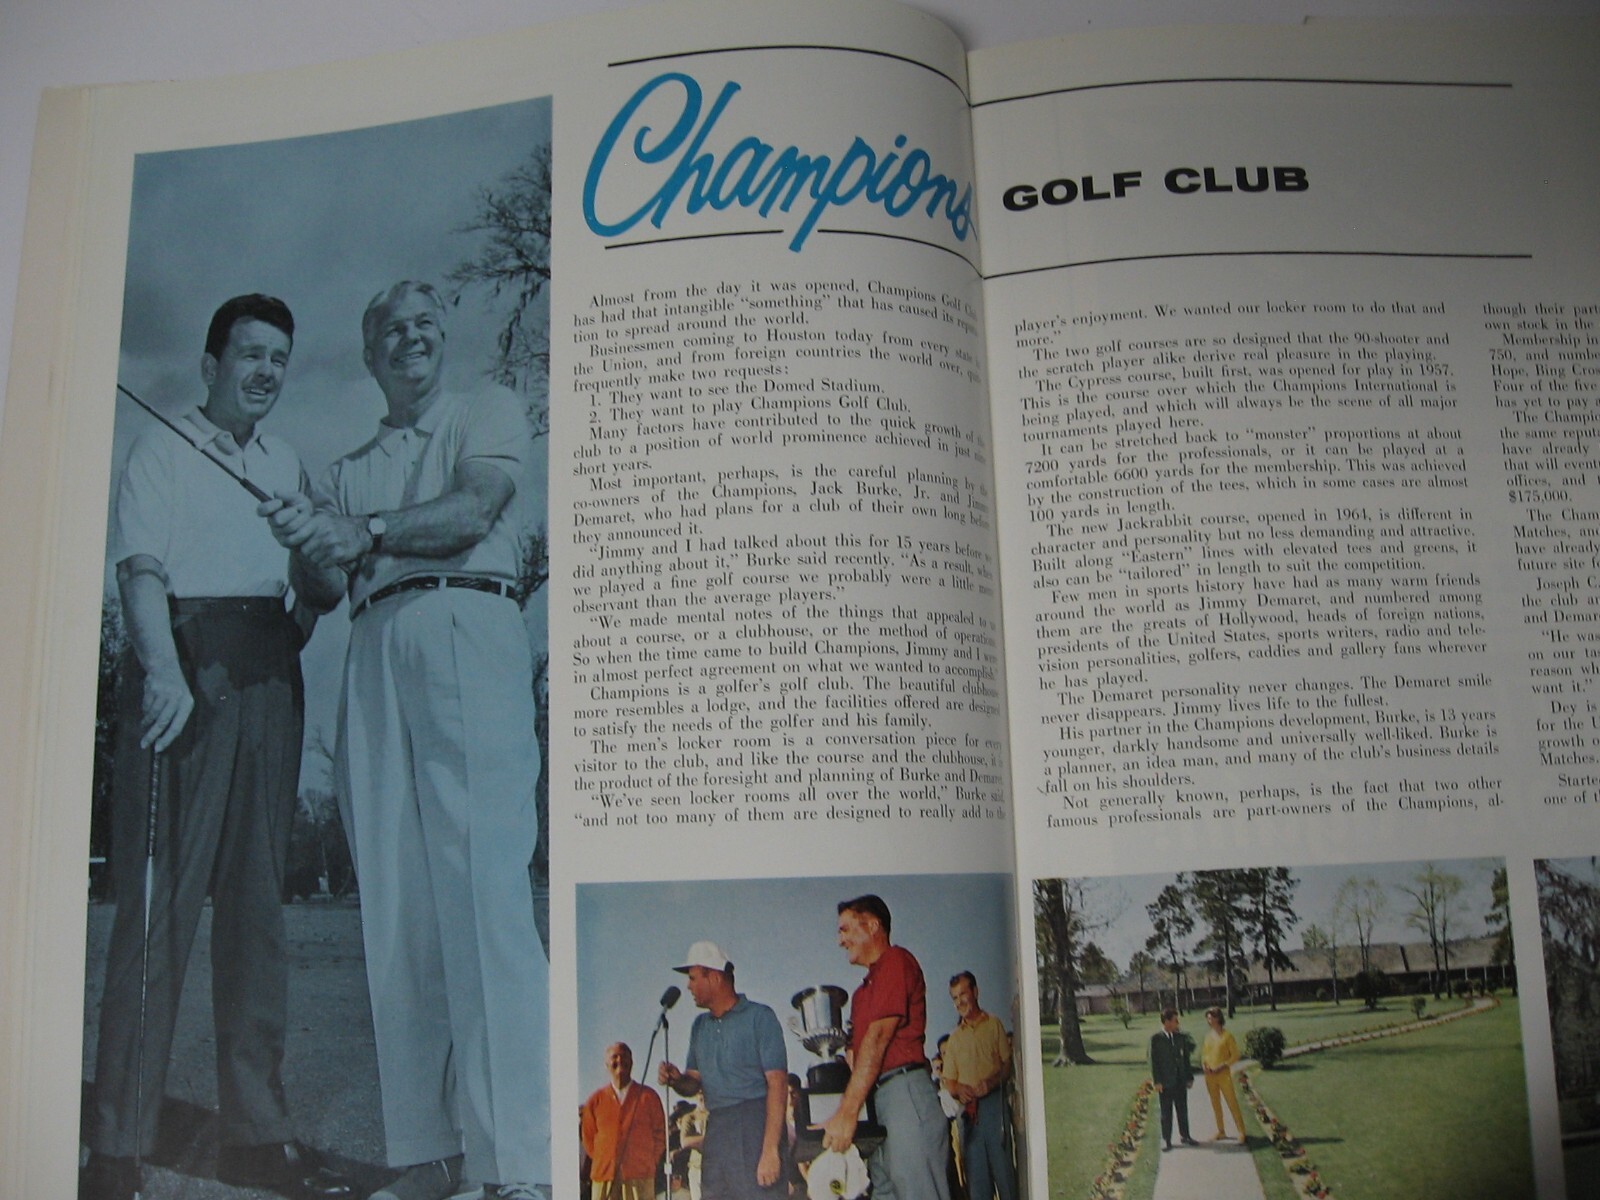 Champions
GOLF CLUB
Almost from the day it was opened, Champions Golf Club
has had that intangible "something" that has caused its
tion to spread around the world.
Businessmen coming to Houston today from every state
the Union, and from foreign countries the world over,
frequently make two requests:
1. They want to see the Domed Stadium.
2. They want to play Champions Golf Club.
Many factors have contributed to the quick growth of
club to a position of world prominence achieved in just
short years.
Most important, perhaps, is the careful planning by
co-owners of the Champions, Jack Burke, Jr. and Jimmy
Demaret, who had plans for a club of their own long before
they announced it.
"Jimmy and I had talked about this for 15 years before
did anything about it," Burke said recently. "As a result,
we played a fine golf course we probably were a little more
observant than the average players."
"We made mental notes of the things that appealed to
about a course, or a clubhouse, or the method of
So when the time came to build Champions, Jimmy and I
in almost perfect agreement on what we wanted to accomplish."
Champions is a golfer's golf club. The beautiful clubhouse
more resembles a lodge, and the facilities offered are designed
to satisfy the needs of the golfer and his family.
The men's locker room is a conversation piece for every
visitor to the club, and like the course and the clubhouse, it
the product of the foresight and planning of Burke and Demaret
"We've seen locker rooms all over the world," Burke said,
"and not too many of them are designed to really add to the
player's enjoyment. We wanted our locker room to do that and
more."
The two golf courses are so designed that the 90-shooter and
the scratch player alike derive real pleasure in the playing.
The Cypress course, built first, was opened for play in 1957.
This is the course over which the Champions International is
being played, and which will always be the scene of all major
tournaments played here.
It can be stretched back to "monster" proportions at about
7200 yards for the professionals, or it can be played at a
comfortable 6600 yards for the membership. This was achieved
by the construction of the tees, which in some cases are almost
100 yards in length.
The new Jackrabbit course, opened in 1964, is different in
character and personality but no less demanding and attractive.
Built along "Eastern" lines with elevated tees and greens, it
also can be "tailored" in length to suit the competition.
Few men in sports history have had as many warm friends
around the world as Jimmy Demaret, and numbered among
them are the greats of Hollywood, heads of foreign nations,
presidents of the United States, sports writers, radio and tele-
vision personalities, golfers, caddies and gallery fans wherever
he has played.
The Demaret personality never changes. The Demaret smile
never disappears. Jimmy lives life to the fullest.
His partner in the Champions development, Burke, is 13 years
younger, darkly handsome and universally well-liked. Burke is
a planner, an idea man, and many of the club's business details
fall on his shoulders.
Not generally known, perhaps, is the fact that two other
famous professionals are part-owners of the Champions, al-
though their part
own stock in the
Membership in
750, and numbe
Hope, Bing Cros
Four of the five
has yet to pay a
The Champio
the same reputa
have already
that will event
offices, and
$175,000.
The Cham
Matches, and
have already
future site fo
Joseph C.
the club an
and Demar
"He was
on our tas
reason wh
want it."
Dey is
for the U
growth o
Matches.
Starte
one of th